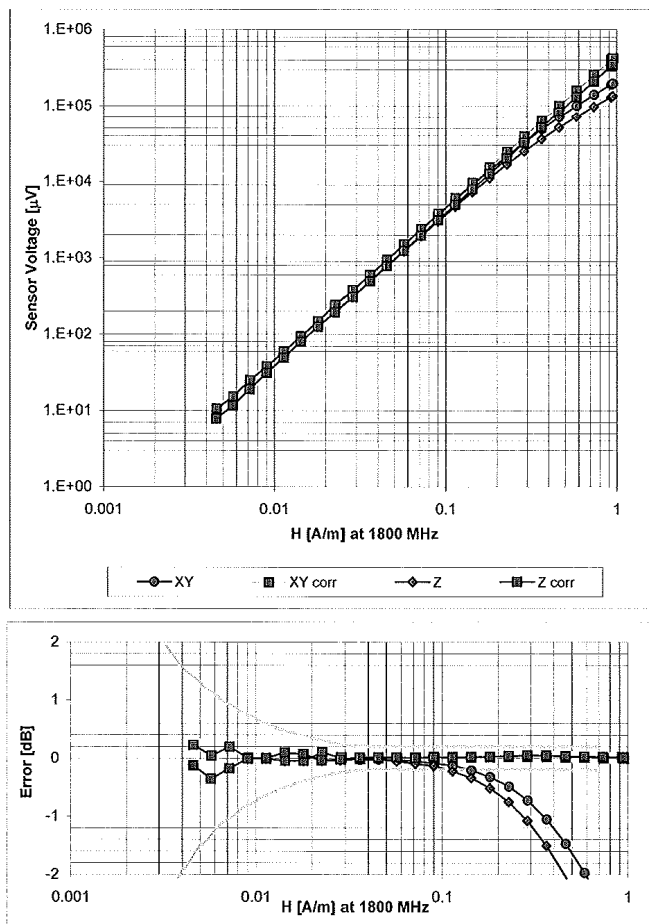 1.E+06
1.E+05
1.E+04
1.E+03
1.E+02
1.E+01
1.E+00
Sensor Voltage [µV]
0.001 0.01 0.1 1
H [A/m] at 1800 MHz
XY XY corr Z Z corr
2
1
0
-1
-2
Error [dB]
0.001 0.01 0.1 1
H [A/m] at 1800 MHz